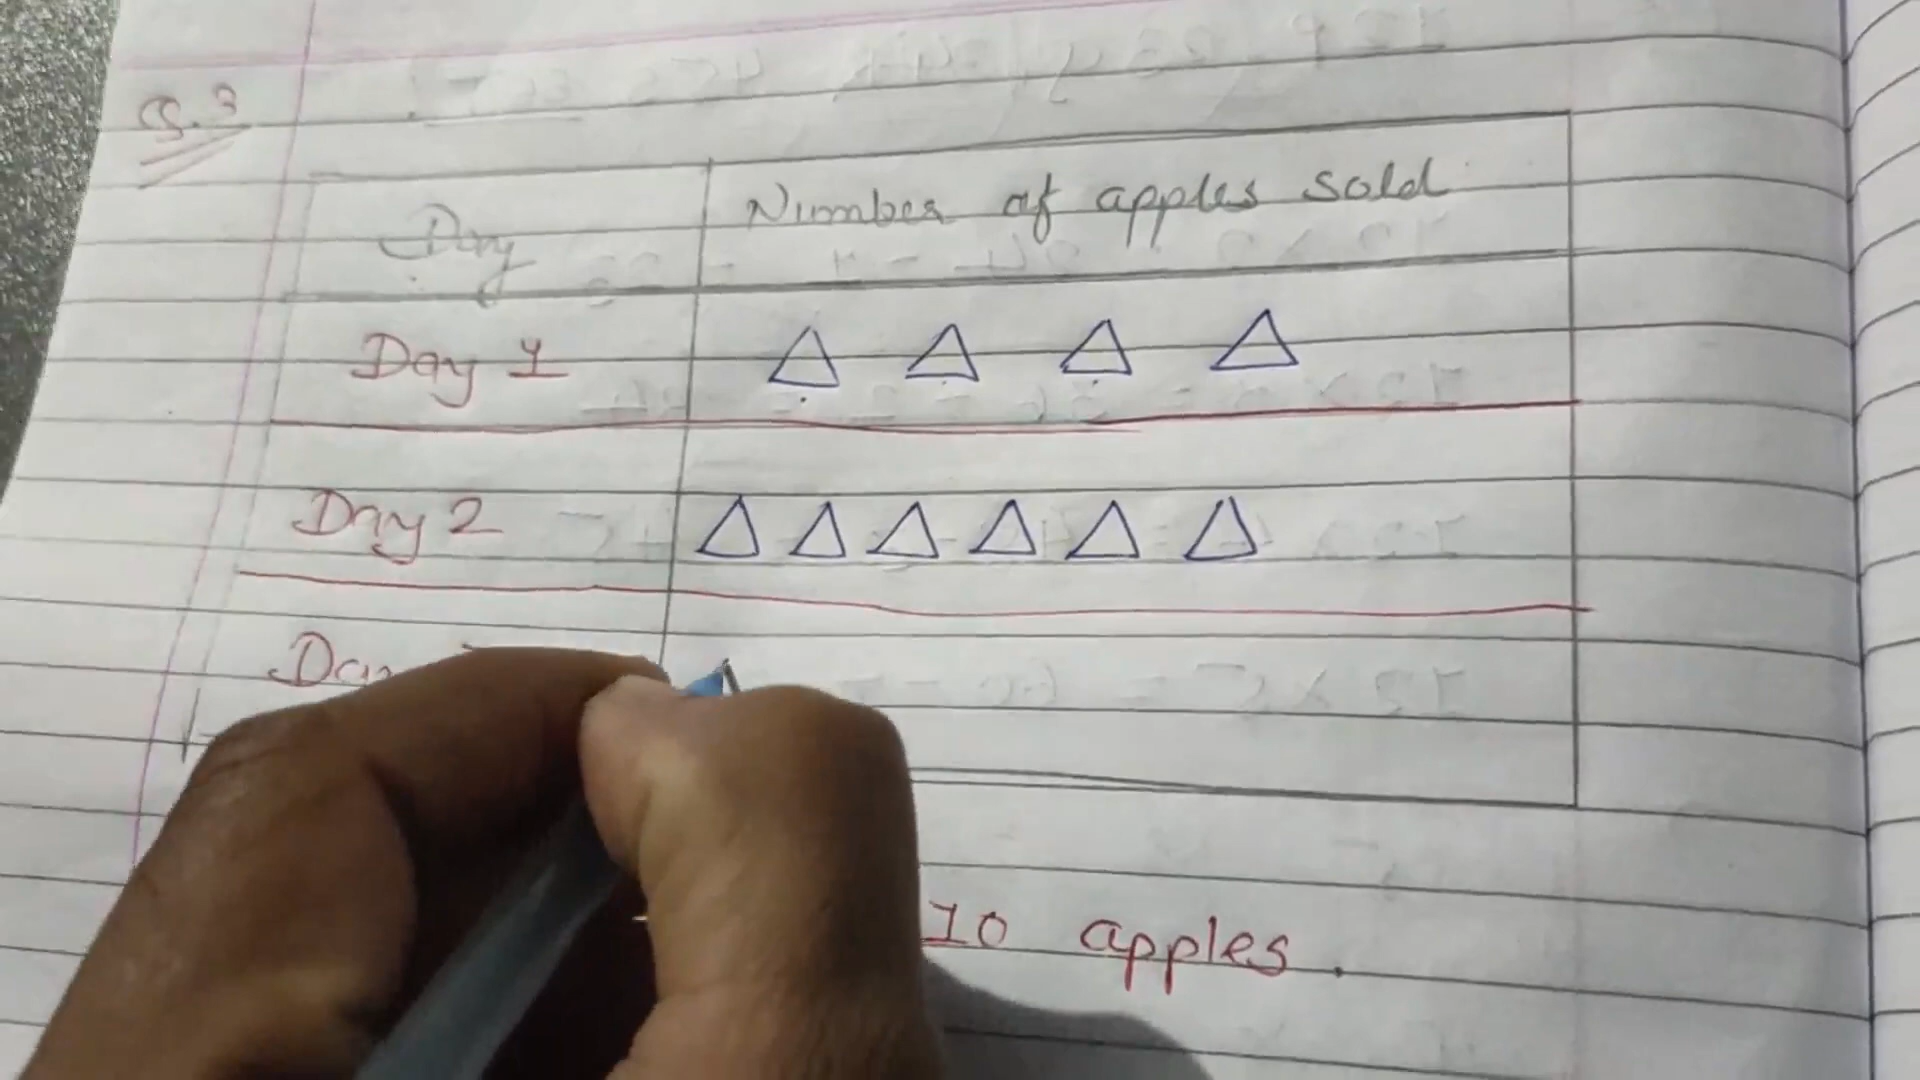 Q.3
Day Number of apples sold
Day 1
Day 2
10 apples.